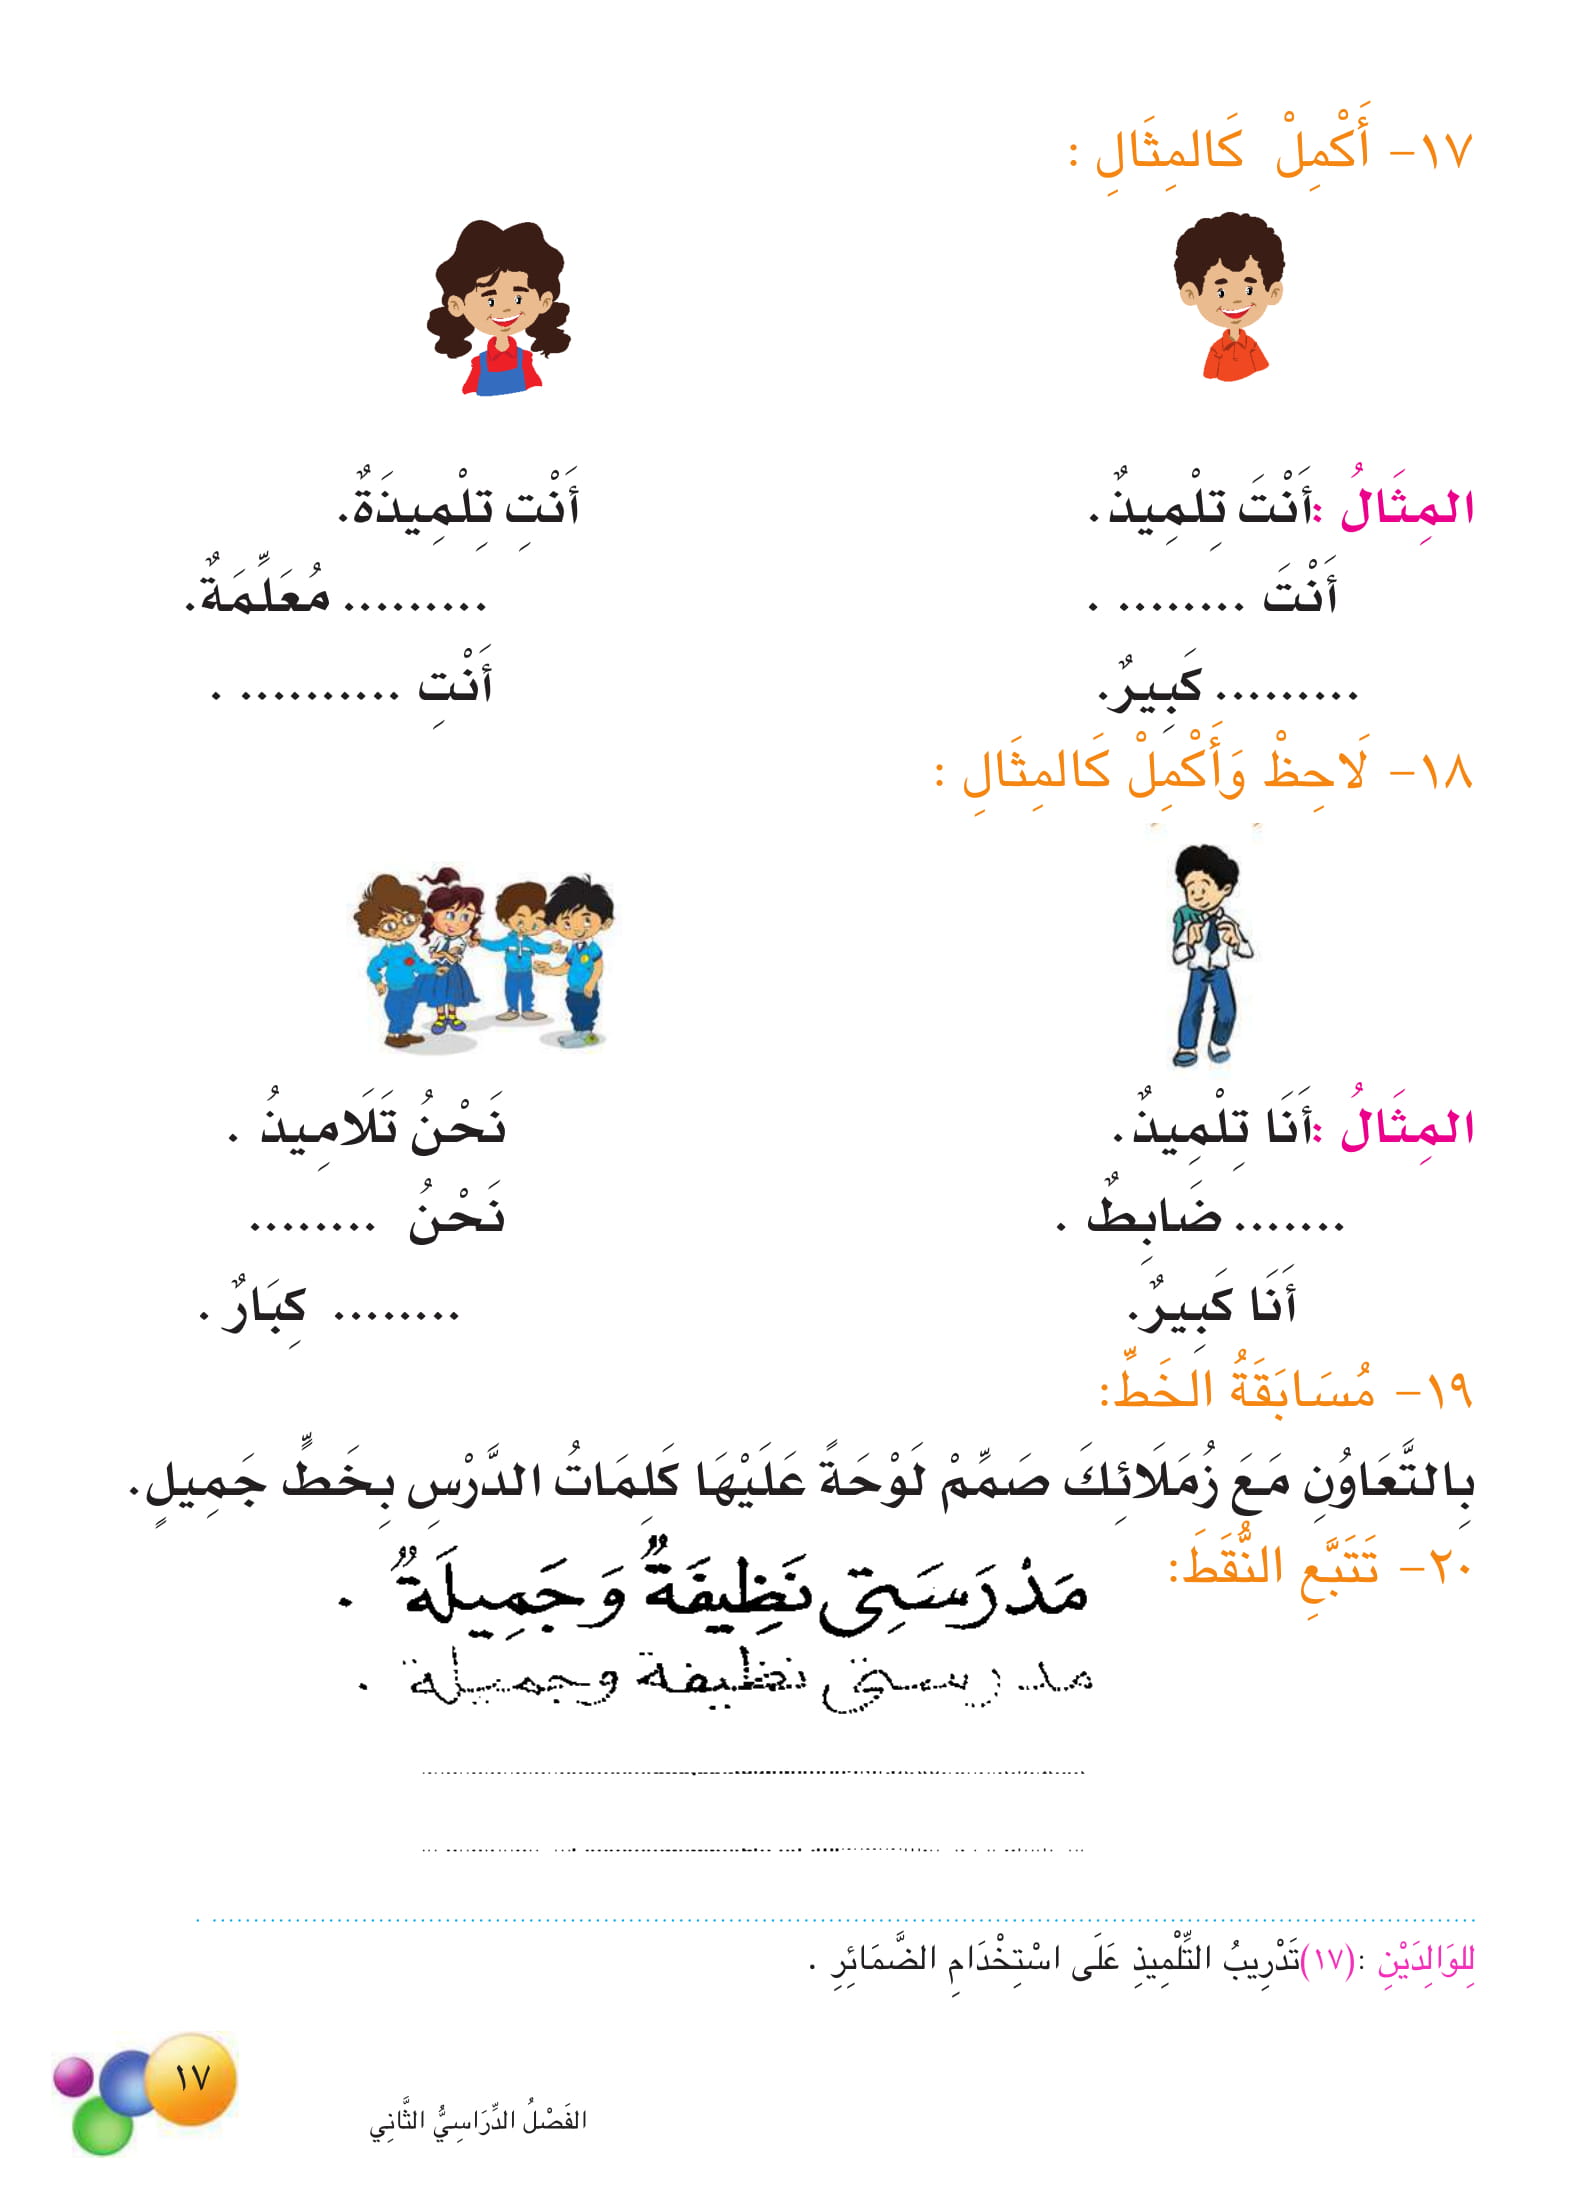 ١٧- أَكْمِلْ كَالمِثَالِ :
المِثَالُ :أَنْتَ تِلْمِيذٌ. أَنْتِ تِلْمِيذَةٌ.
أَنْتَ ........ . ......... مُعَلِّمَةٌ.
......... كَبِيرٌ. أَنْتِ .......... .
١٨- لَاحِظْ وَأَكْمِلْ كَالمِثَالِ :
المِثَالُ :أَنَا تِلْمِيذٌ. نَحْنُ تَلَامِيذُ .
....... ضَابِطٌ . نَحْنُ ........
أَنَا كَبِيرٌ. ........ كِبَارٌ .
١٩- مُسَابَقَةُ الخَطِّ:
بِالتَّعَاوُنِ مَعَ زُمَلَائِكَ صَمِّمْ لَوْحَةً عَلَيْهَا كَلِمَاتُ الدَّرْسِ بِخَطٍّ جَمِيلٍ.
٢٠- تَتَبَّعِ النُّقَطَ: مَدْرَسَتِى نَظِيفَةٌ وَجَمِيلَةٌ .
مدرستى نظيفة وجميلة .
لِلوَالِدَيْنِ :(١٧)تَدْرِيبُ التِّلْمِيذِ عَلَى اسْتِخْدَامِ الضَّمَائِرِ .
١٧
الفَصْلُ الدِّرَاسِيُّ الثَّانِي